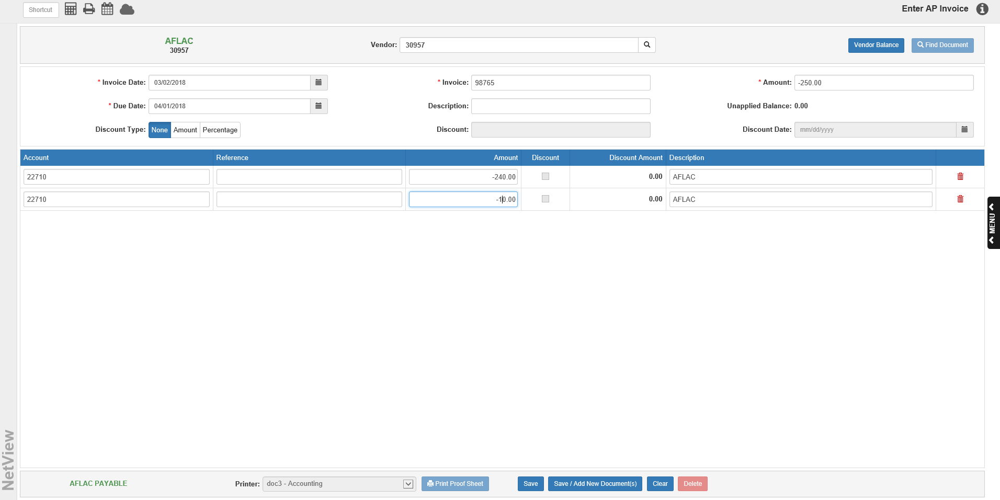 Shortcut
Enter AP Invoice
AFLAC
30957
Vendor: 30957
Vendor Balance
Find Document
* Invoice Date: 03/02/2018
* Invoice: 98765
* Amount: -250.00
* Due Date: 04/01/2018
Description:
Unapplied Balance: 0.00
Discount Type: None Amount Percentage
Discount:
Discount Date: mm/dd/yyyy
Account Reference Amount Discount Discount Amount Description
22710 -240.00 0.00 AFLAC
22710 -10.00 0.00 AFLAC
MENU
NetView
AFLAC PAYABLE
Printer: doc3 - Accounting
Print Proof Sheet
Save
Save / Add New Document(s)
Clear
Delete